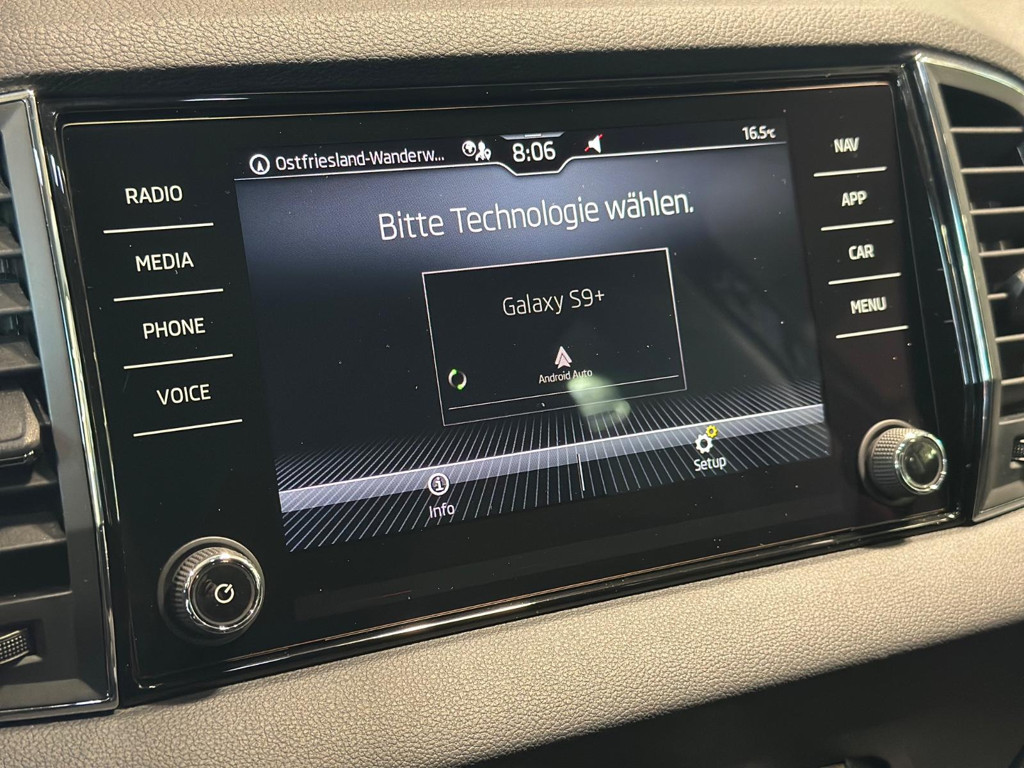 Ostfriesland-Wanderw...
8:06
16.5°C
RADIO
MEDIA
PHONE
VOICE
Bitte Technologie wählen.
Galaxy S9+
Android Auto
Info
Setup
NAV
APP
CAR
MENU